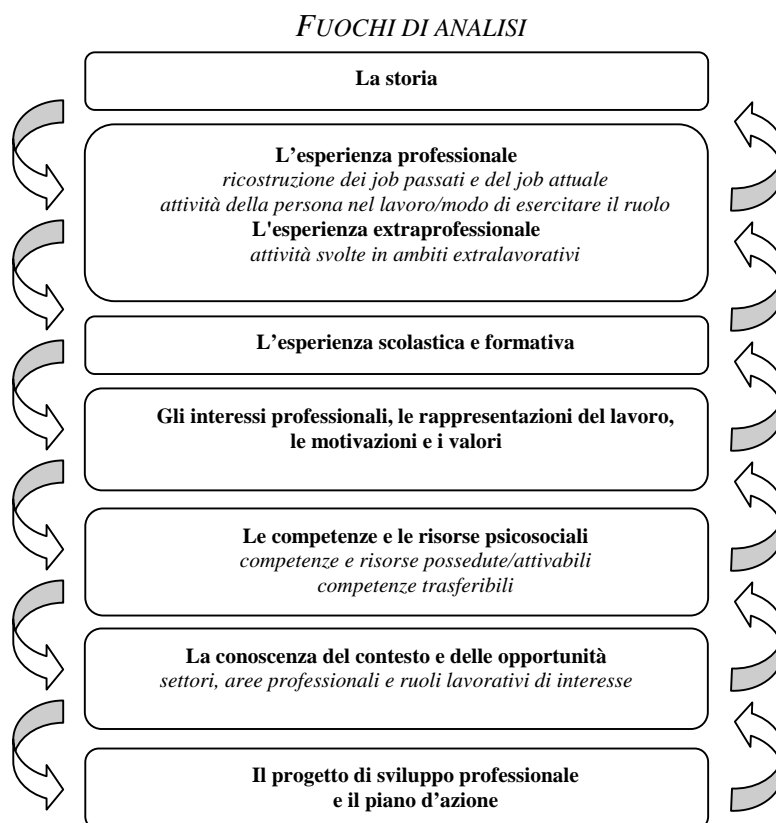 FUOCHI DI ANALISI
La storia
L’esperienza professionale
ricostruzione dei job passati e del job attuale
attività della persona nel lavoro/modo di esercitare il ruolo
L'esperienza extraprofessionale
attività svolte in ambiti extralavorativi
L’esperienza scolastica e formativa
Gli interessi professionali, le rappresentazioni del lavoro,
le motivazioni e i valori
Le competenze e le risorse psicosociali
competenze e risorse possedute/attivabili
competenze trasferibili
La conoscenza del contesto e delle opportunità
settori, aree professionali e ruoli lavorativi di interesse
Il progetto di sviluppo professionale
e il piano d’azione